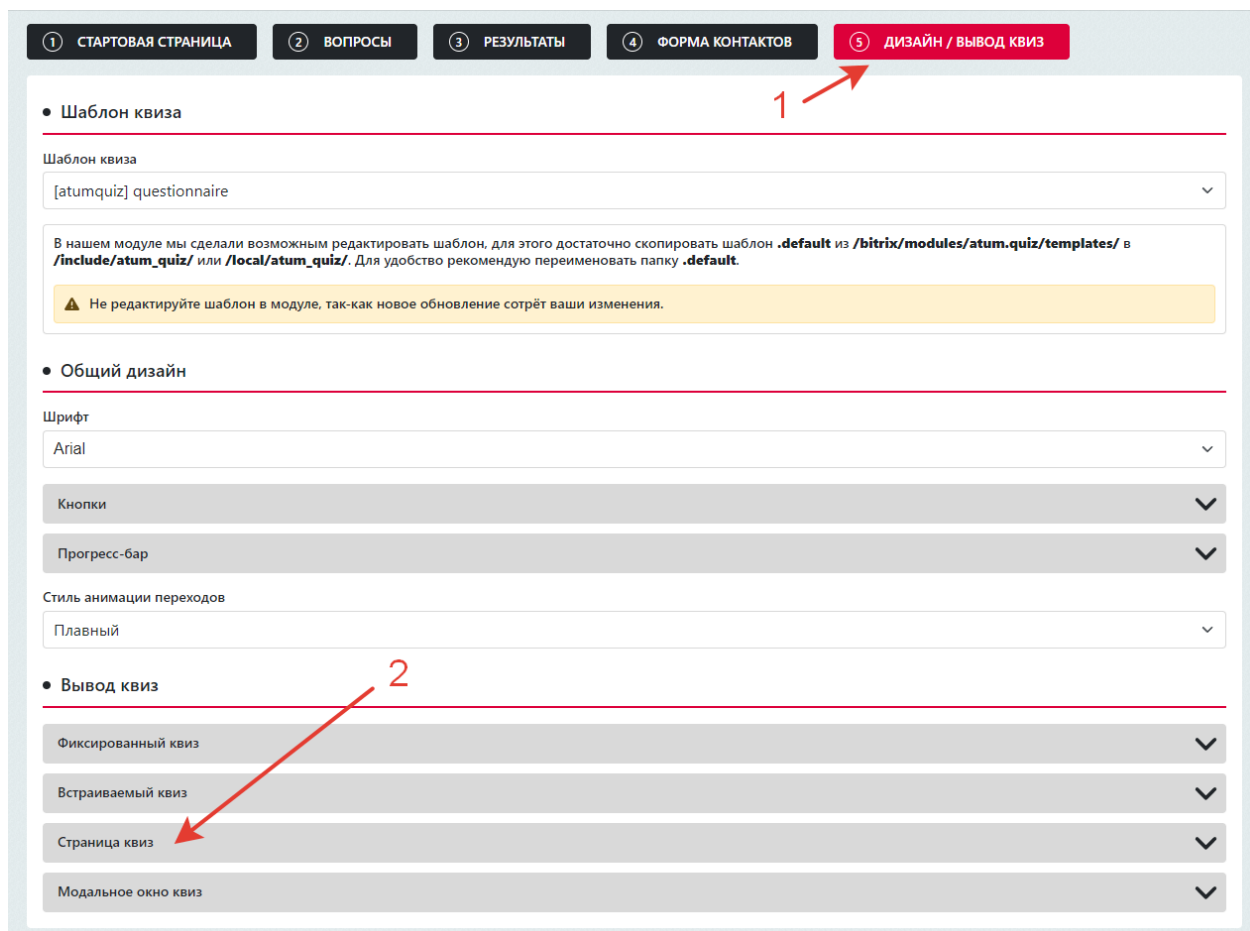 1 СТАРТОВАЯ СТРАНИЦА 2 ВОПРОСЫ 3 РЕЗУЛЬТАТЫ 4 ФОРМА КОНТАКТОВ 5 ДИЗАЙН / ВЫВОД КВИЗ
1
Шаблон квиза
Шаблон квиза
[atumquiz] questionnaire
В нашем модуле мы сделали возможным редактировать шаблон, для этого достаточно скопировать шаблон .default из /bitrix/modules/atum.quiz/templates/ в
/include/atum_quiz/ или /local/atum_quiz/. Для удобство рекомендую переименовать папку .default.
Не редактируйте шаблон в модуле, так-как новое обновление сотрёт ваши изменения.
Общий дизайн
Шрифт
Arial
Кнопки
Прогресс-бар
Стиль анимации переходов
Плавный
2
Вывод квиз
Фиксированный квиз
Встраиваемый квиз
Страница квиз
Модальное окно квиз